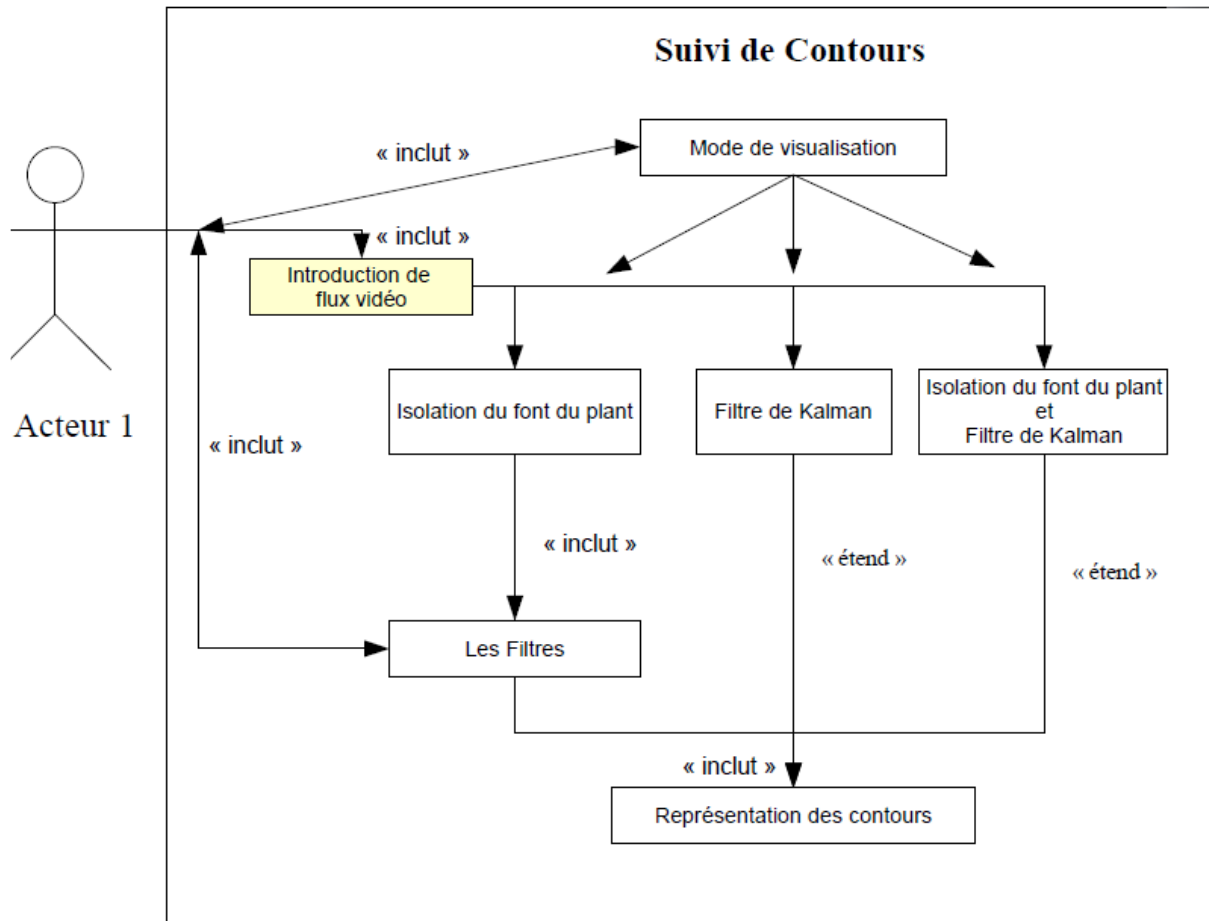 Suivi de Contours
Mode de visualisation
« inclut »
« inclut »
Introduction de
flux vidéo
Isolation du font du plant
Filtre de Kalman
Isolation du font du plant
et
Filtre de Kalman
Acteur 1
« inclut »
« inclut »
« étend »
« étend »
Les Filtres
« inclut »
Représentation des contours